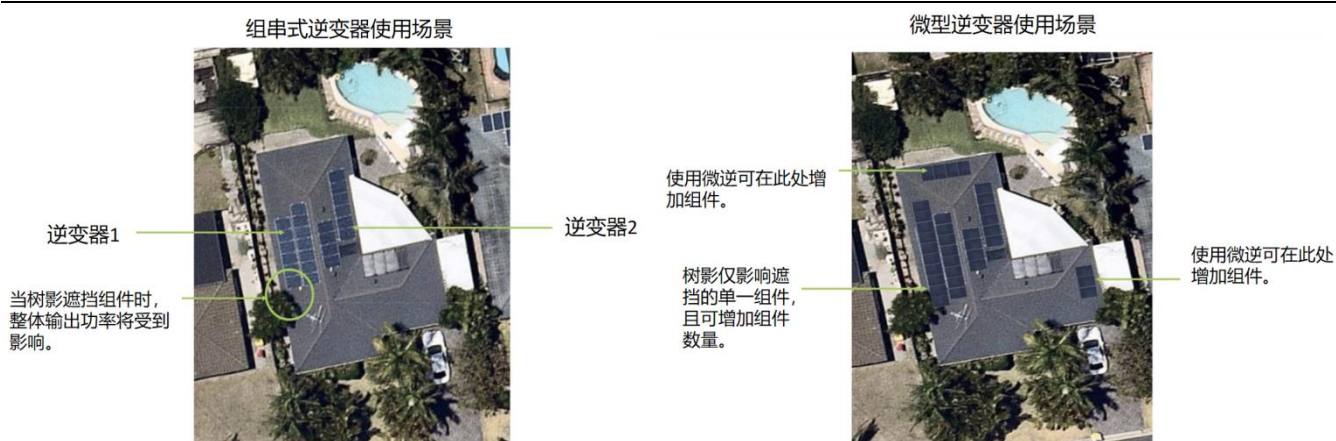 组串式逆变器使用场景
逆变器1
逆变器2
当树影遮挡组件时,
整体输出功率将受到
影响。
微型逆变器使用场景
使用微逆可在此处增
加组件。
树影仅影响遮
挡的单一组件,
且可增加组件
数量。
使用微逆可在此处
增加组件。